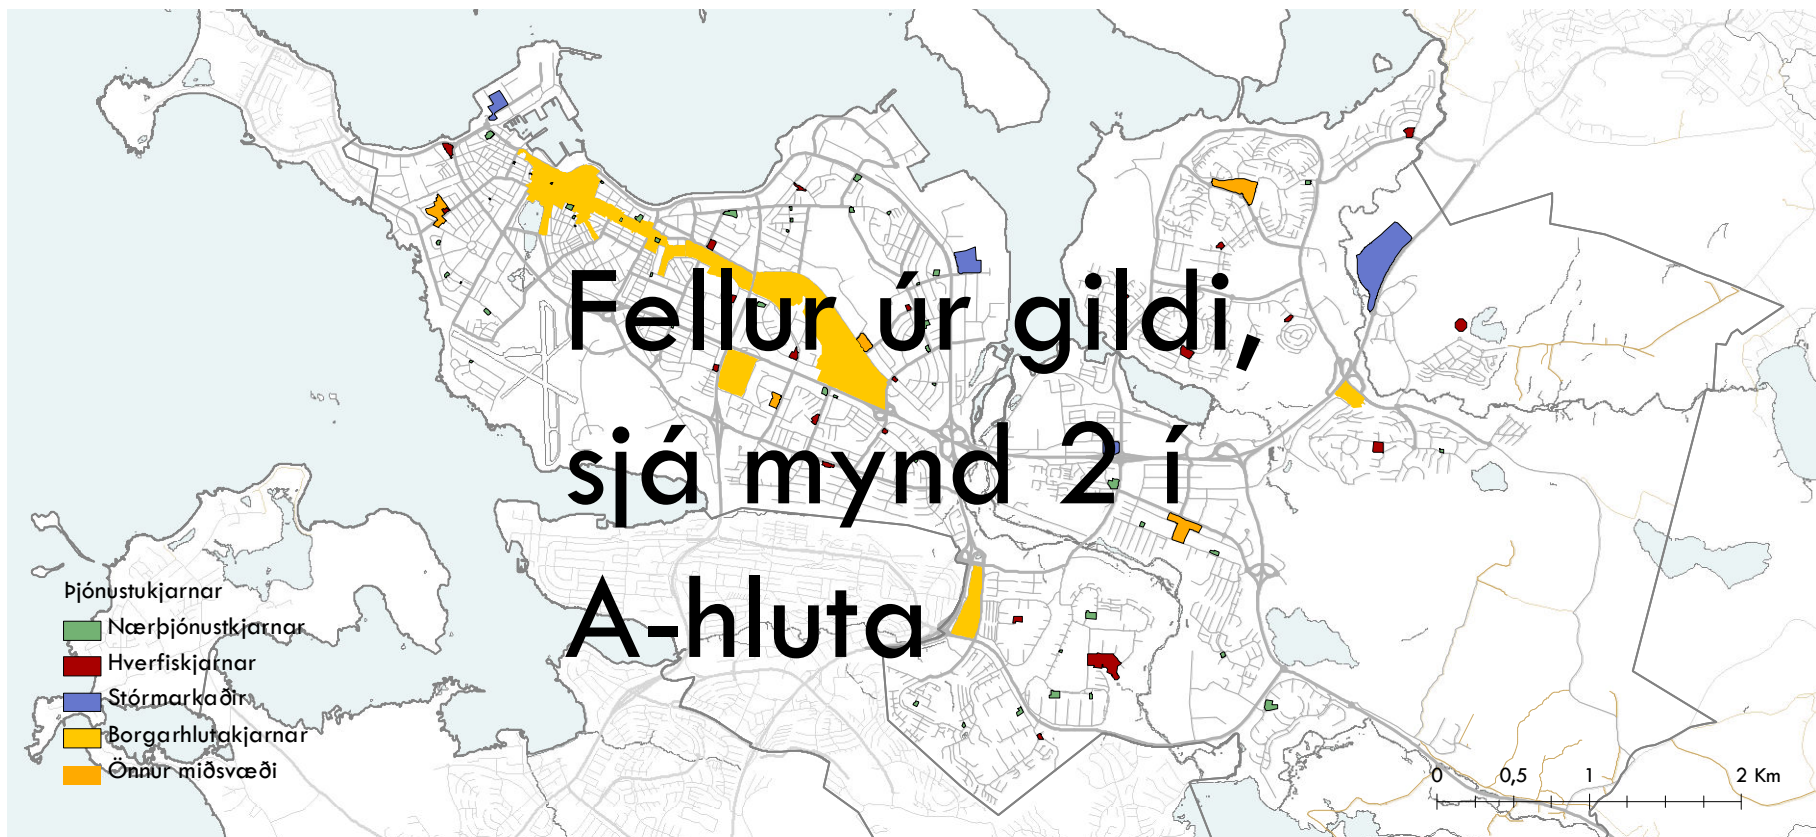 Fellur úr gildi,
sjá mynd 2 í
A-hluta
Þjónustukjarnar
Nærþjónustkjarnar
Hverfiskjarnar
Stórmarkaðir
Borgarhlutakjarnar
Önnur miðsvæði
0 0,5 1 2 Km